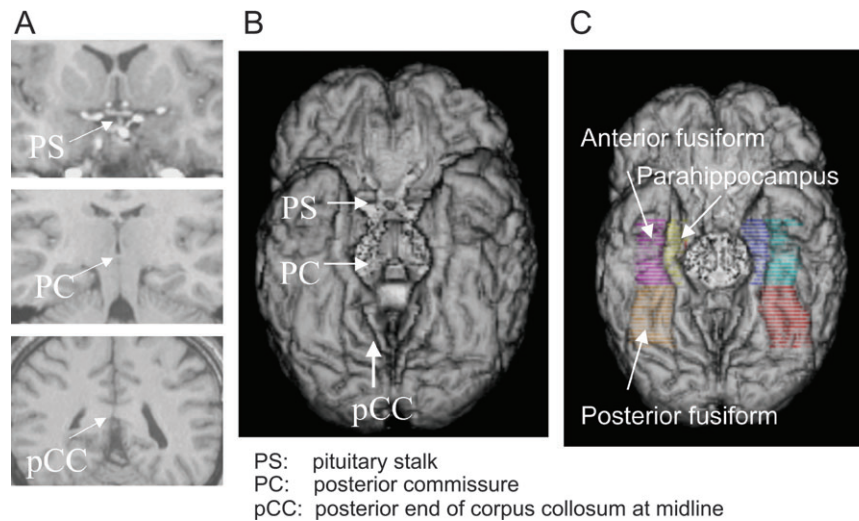 A
B
C
PS
PC
pCC
PS
PC
pCC
Anterior fusiform
Parahippocampus
Posterior fusiform
PS: pituitary stalk
PC: posterior commissure
pCC: posterior end of corpus collosum at midline